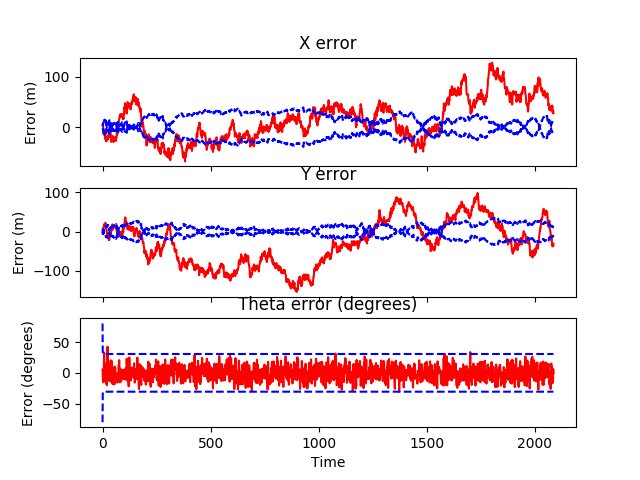 X error
Error (m)
100
0
Y error
Error (m)
100
0
−100
Theta error (degrees)
Error (degrees)
50
0
−50
0 500 1000 1500 2000
Time